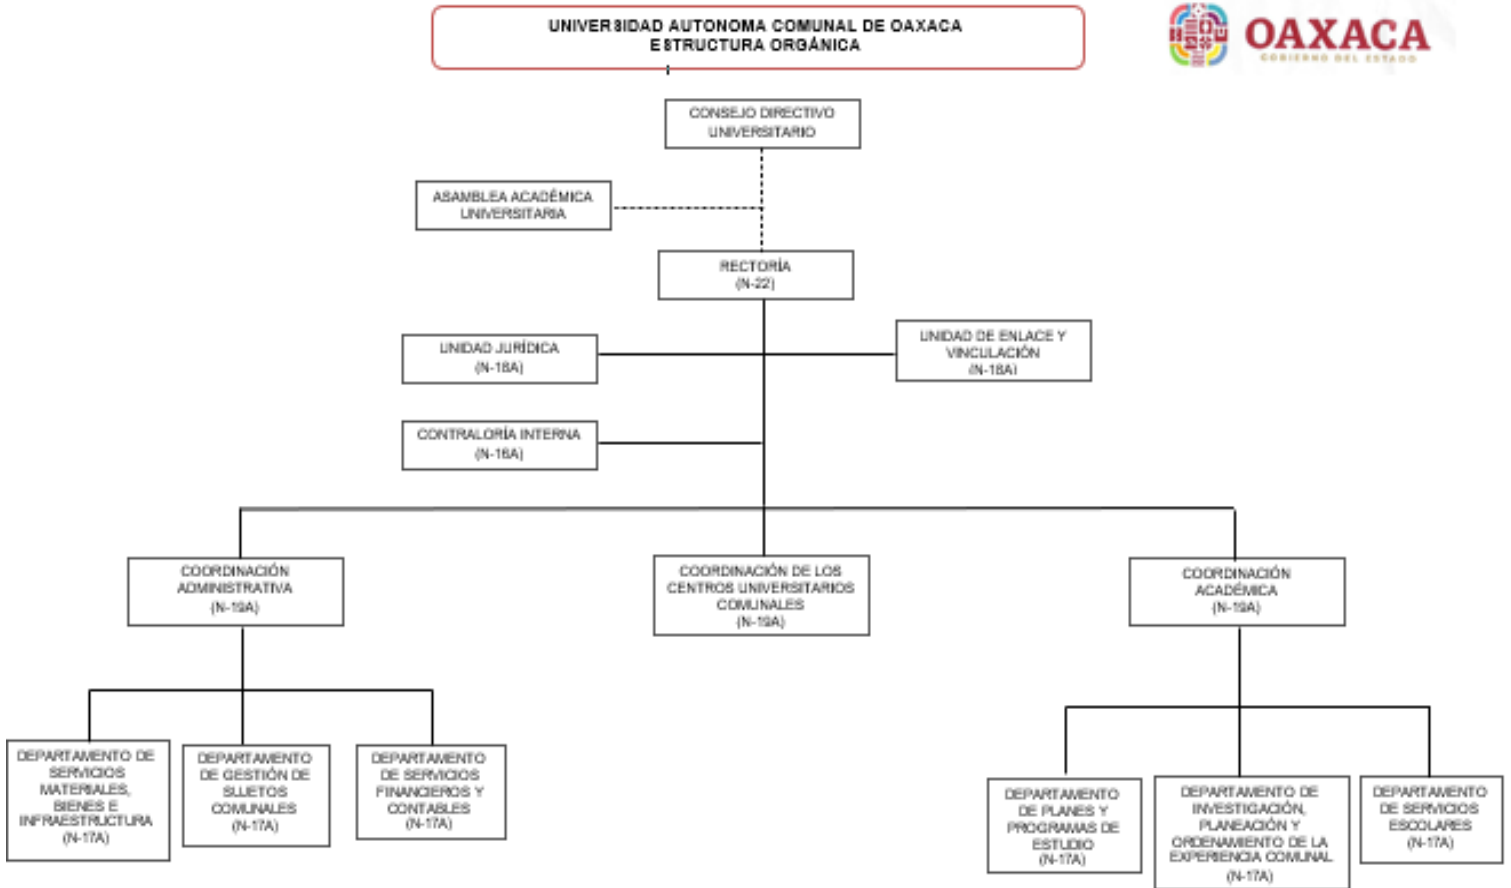 UNIVERSIDAD AUTONOMA COMUNAL DE OAXACA
ESTRUCTURA ORGÁNICA
OAXACA
GOBIERNO DEL ESTADO
CONSEJO DIRECTIVO
UNIVERSITARIO
ASAMBLEA ACADÉMICA
UNIVERSITARIA
RECTORÍA
(N-22)
UNIDAD JURÍDICA
(N-18A)
UNIDAD DE ENLACE Y
VINCULACIÓN
(N-18A)
CONTRALORÍA INTERNA
(N-16A)
COORDINACIÓN
ADMINISTRATIVA
(N-19A)
COORDINACIÓN DE LOS
CENTROS UNIVERSITARIOS
COMUNALES
(N-19A)
COORDINACIÓN
ACADÉMICA
(N-19A)
DEPARTAMENTO DE
SERVICIOS
MATERIALES,
BIENES E
INFRAESTRUCTURA
(N-17A)
DEPARTAMENTO
DE GESTIÓN DE
SUJETOS
COMUNALES
(N-17A)
DEPARTAMENTO
DE SERVICIOS
FINANCIEROS Y
CONTABLES
(N-17A)
DEPARTAMENTO
DE PLANES Y
PROGRAMAS DE
ESTUDIO
(N-17A)
DEPARTAMENTO DE
INVESTIGACIÓN,
PLANEACIÓN Y
ORDENAMIENTO DE LA
EXPERIENCIA COMUNAL
(N-17A)
DEPARTAMENTO
DE SERVICIOS
ESCOLARES
(N-17A)